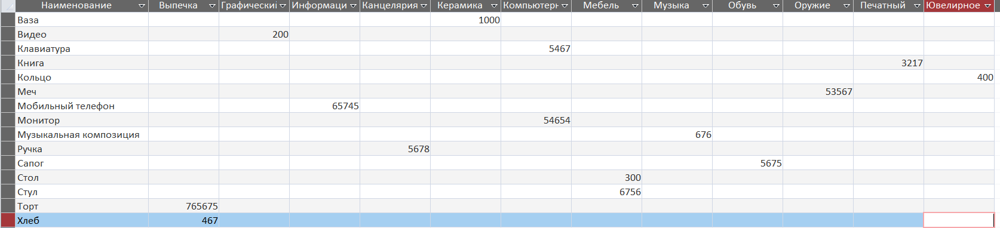 Наименование Выпечка Графически Информаци Канцелярия Керамика Компьютерн Мебель Музыка Обувь Оружие Печатный Ювелирное
Ваза 1000
Видео 200
Клавиатура 5467
Книга 3217
Кольцо 400
Меч 53567
Мобильный телефон 65745
Монитор 54654
Музыкальная композиция 676
Ручка 5678
Сапог 5675
Стол 300
Стул 6756
Торт 765675
Хлеб 467